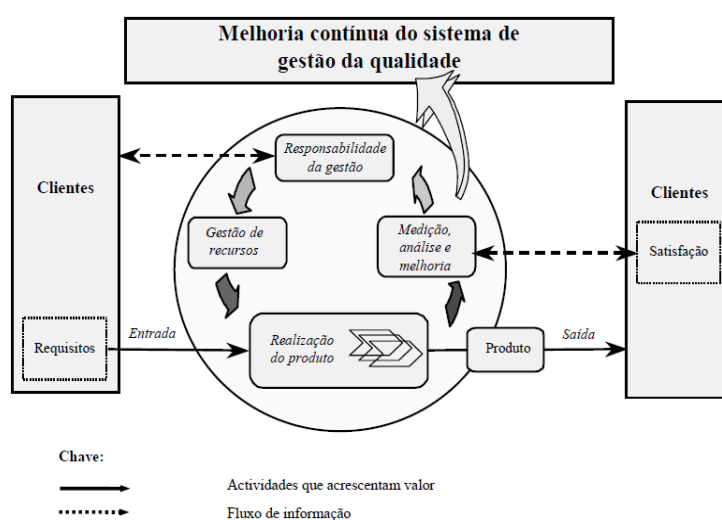 Melhoria contínua do sistema de
gestão da qualidade
Clientes
Requisitos
Entrada
Responsabilidade
da gestão
Gestão de
recursos
Medição,
análise e
melhoria
Realização
do produto
Produto
Saída
Clientes
Satisfação
Chave:
Actividades que acrescentam valor
Fluxo de informação